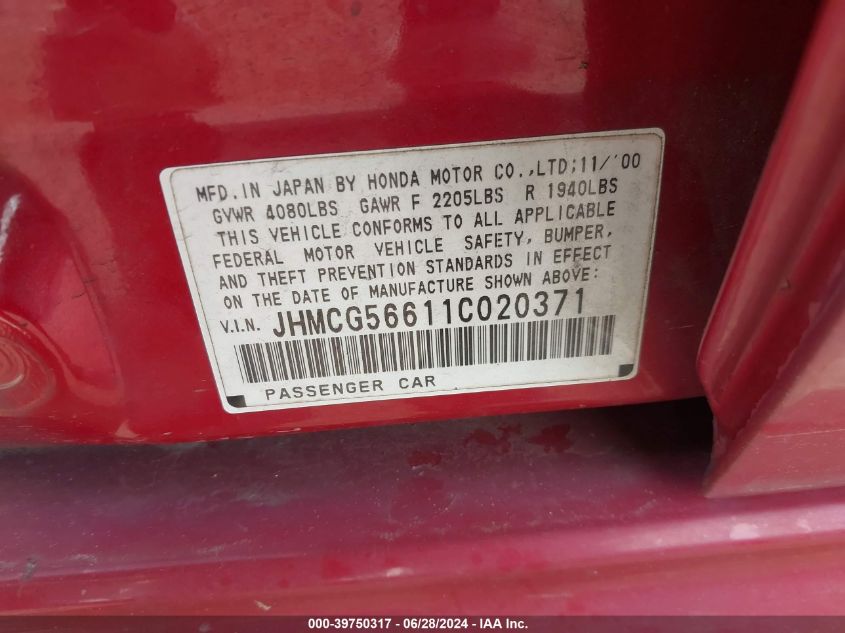 MFD. IN JAPAN BY HONDA MOTOR CO., LTD; 11/'00
GVWR 4080LBS GAWR F 2205LBS R 1940LBS
THIS VEHICLE CONFORMS TO ALL APPLICABLE
FEDERAL MOTOR VEHICLE SAFETY, BUMPER,
AND THEFT PREVENTION STANDARDS IN EFFECT
ON THE DATE OF MANUFACTURE SHOWN ABOVE:
V.I.N. JHMCG56611C020371
PASSENGER CAR
000-39750317 - 06/28/2024 - IAA Inc.